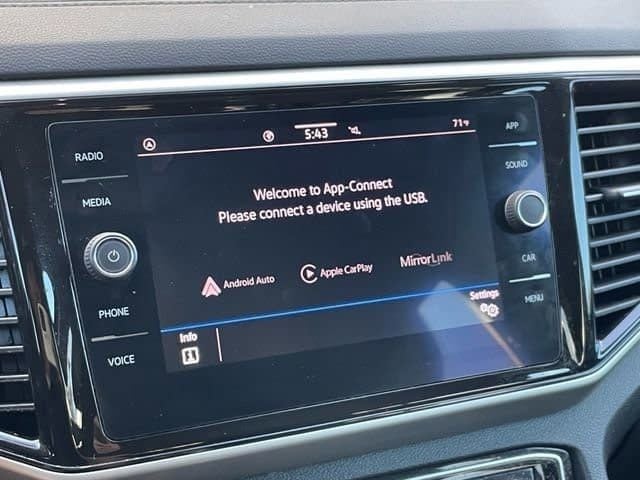 5:43
71°F
RADIO
MEDIA
PHONE
VOICE
Welcome to App-Connect
Please connect a device using the USB.
Android Auto
Apple CarPlay
MirrorLink
Settings
Info
APP
SOUND
CAR
MENU